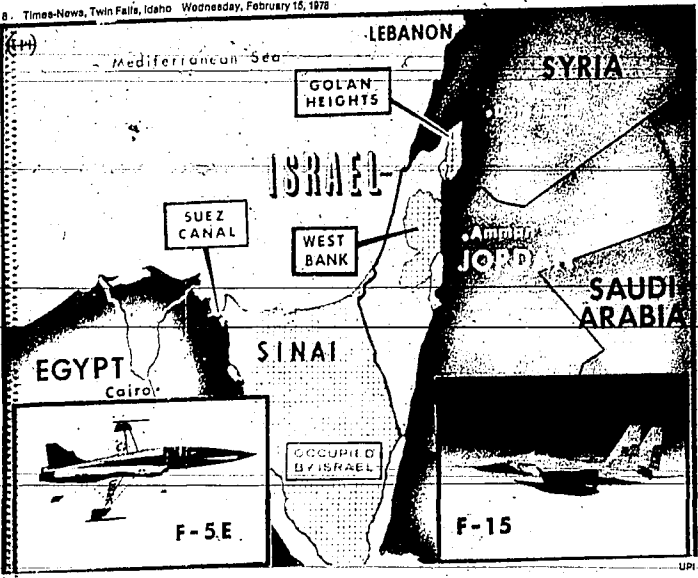 8 Times-News, Twin Falls, Idaho Wednesday, February 15, 1978
LEBANON
Mediterranean Sea
SYRIA
GOLAN
HEIGHTS
ISRAEL
SUEZ
CANAL
WEST
BANK
Amman
JORD
SAUDI
ARABIA
SINAI
EGYPT
Cairo
OCCUPIED
BY ISRAEL
F-5E
F-15
UPI